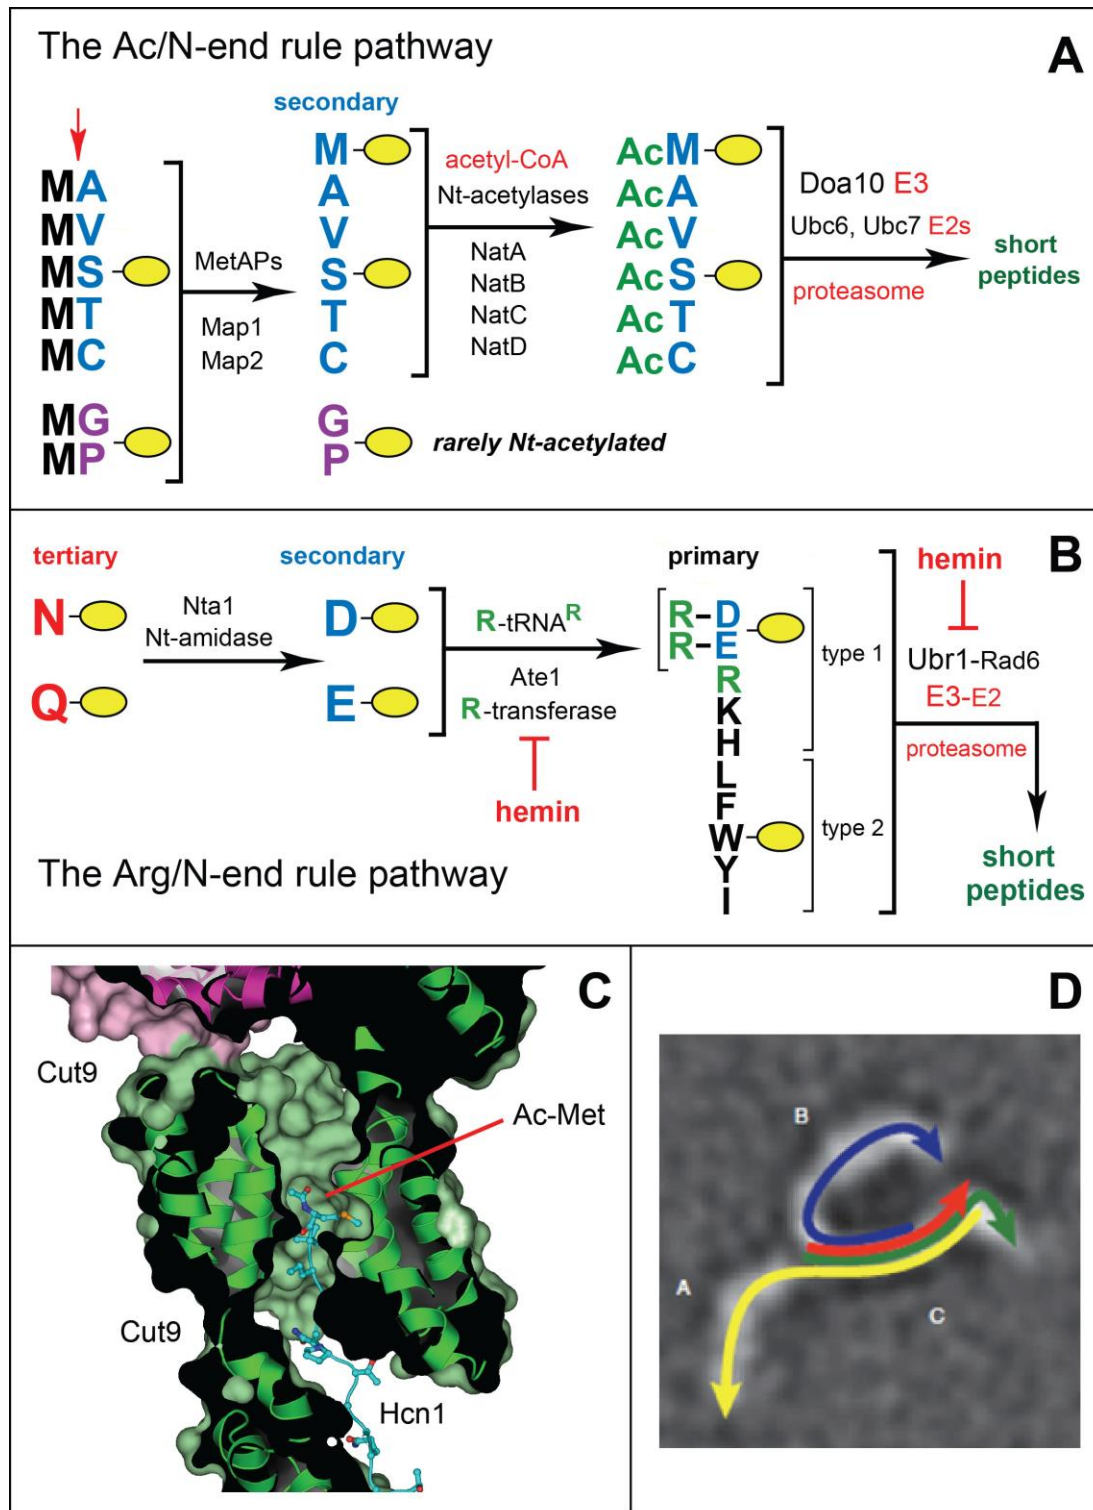 The Ac/N-end rule pathway
A
secondary
MA
MV
MS
MT
MC
MG
MP
MetAPs
Map1
Map2
M
A
V
S
T
C
G
P
rarely Nt-acetylated
acetyl-CoA
Nt-acetylases
NatA
NatB
NatC
NatD
AcM
AcA
AcV
AcS
AcT
AcC
Doa10 E3
Ubc6, Ubc7 E2s
proteasome
short
peptides
B
tertiary
N
Q
Nta1
Nt-amidase
secondary
D
E
R-tRNAᴿ
Ate1
R-transferase
hemin
primary
R-D
R-E
R
K
H
L
F
W
Y
I
type 1
type 2
hemin
Ubr1-Rad6
E3-E2
proteasome
short
peptides
The Arg/N-end rule pathway
C
Cut9
Ac-Met
Cut9
Hcn1
D
B
A
C